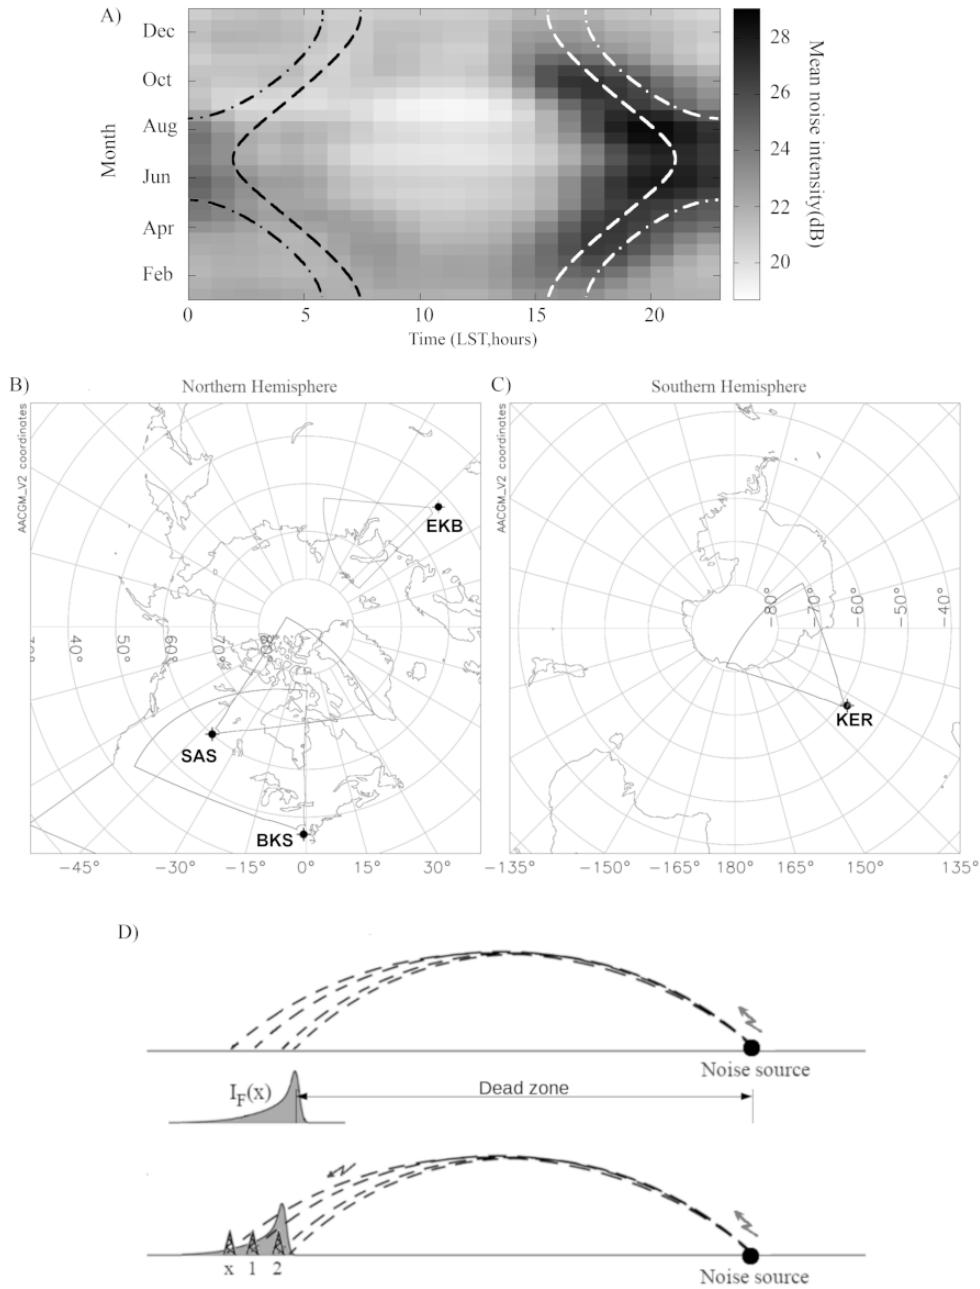 A)
Dec
Oct
Aug
Jun
Apr
Feb
Month
0 5 10 15 20
Time (LST,hours)
28
26
24
22
20
Mean noise intensity(dB)
B)
Northern Hemisphere
AACGM_V2 coordinates
EKB
SAS
BKS
40° 50° 60° 70° 80°
-45° -30° -15° 0° 15° 30°
C)
Southern Hemisphere
AACGM_V2 coordinates
-80° -70° -60° -50° -40°
KER
-135° -150° -165° 180° 165° 150° 135°
D)
Noise source
I_F(x)
Dead zone
x 1 2
Noise source